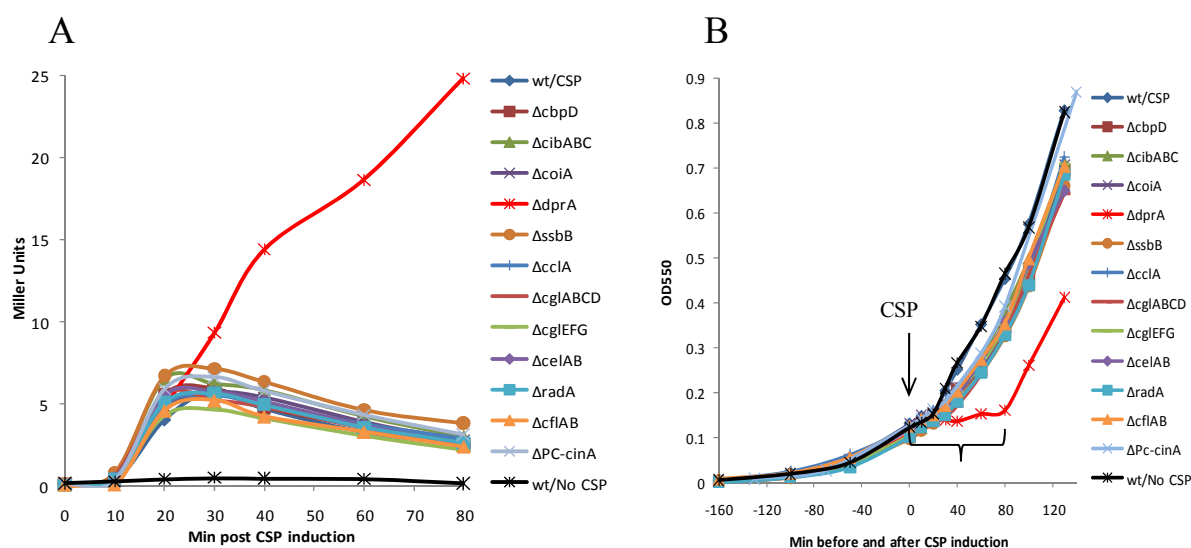 A
25
20
15
10
5
0
Miller Units
0 10 20 30 40 50 60 70 80
Min post CSP induction
wt/CSP
ΔcbpD
ΔcibABC
ΔcoiA
ΔdprA
ΔssbB
ΔcclA
ΔcglABCD
ΔcglEFG
ΔcelAB
ΔradA
ΔcflAB
ΔPC-cinA
wt/No CSP
B
0.9
0.8
0.7
0.6
0.5
0.4
0.3
0.2
0.1
0
OD550
CSP
-160 -120 -80 -40 0 40 80 120
Min before and after CSP induction
wt/CSP
ΔcbpD
ΔcibABC
ΔcoiA
ΔdprA
ΔssbB
ΔcclA
ΔcglABCD
ΔcglEFG
ΔcelAB
ΔradA
ΔcflAB
ΔPc-cinA
wt/No CSP